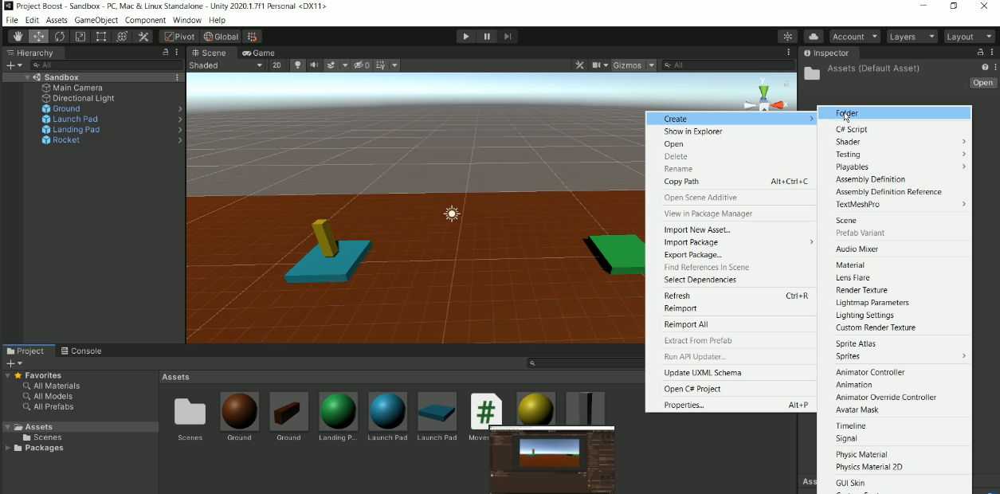 Project Boost - Sandbox - PC, Mac & Linux Standalone - Unity 2020.1.7f1 Personal <DX11>
File Edit Assets GameObject Component Window Help
Pivot Global Account Layers Layout
Hierarchy
All
Sandbox
Main Camera
Directional Light
Ground
Launch Pad
Landing Pad
Rocket
Scene Game
Shaded 2D 0 Gizmos All
Inspector
Assets (Default Asset)
Open
Create
Show in Explorer
Open
Delete
Rename
Copy Path Alt+Ctrl+C
Open Scene Additive
View in Package Manager
Import New Asset...
Import Package
Export Package...
Find References In Scene
Select Dependencies
Refresh Ctrl+R
Reimport
Reimport All
Extract From Prefab
Run API Updater...
Update UXML Schema
Open C# Project
Properties... Alt+P
Folder
C# Script
Shader
Testing
Playables
Assembly Definition
Assembly Definition Reference
TextMeshPro
Scene
Prefab Variant
Audio Mixer
Material
Lens Flare
Render Texture
Lightmap Parameters
Lighting Settings
Custom Render Texture
Sprite Atlas
Sprites
Animator Controller
Animation
Animator Override Controller
Avatar Mask
Timeline
Signal
Physic Material
Physics Material 2D
GUI Skin
Project Console
Favorites
All Materials
All Models
All Prefabs
Assets
Scenes
Packages
Assets
Scenes Ground Ground Landing P... Launch Pad Launch Pad